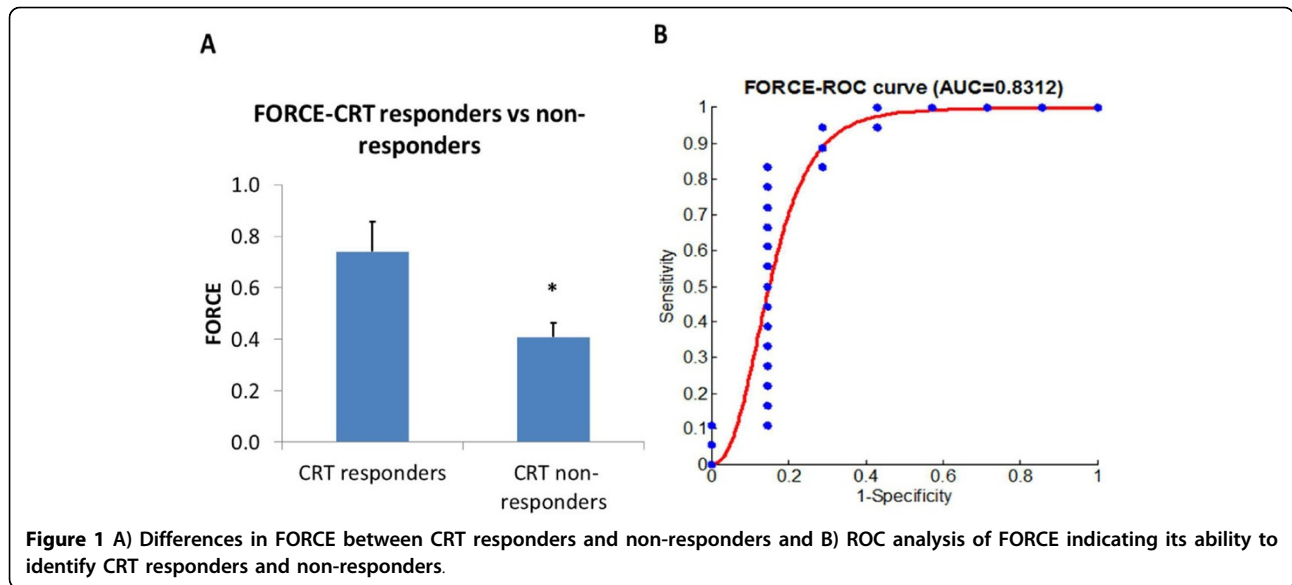 A
FORCE-CRT responders vs non-
responders
1.0
0.8
0.6
0.4
0.2
0.0
FORCE
*
CRT responders
CRT non-
responders
B
FORCE-ROC curve (AUC=0.8312)
1
0.9
0.8
0.7
0.6
0.5
0.4
0.3
0.2
0.1
0
Sensitivity
0
0.2
0.4
0.6
0.8
1
1-Specificity
Figure 1 A) Differences in FORCE between CRT responders and non-responders and B) ROC analysis of FORCE indicating its ability to
identify CRT responders and non-responders.